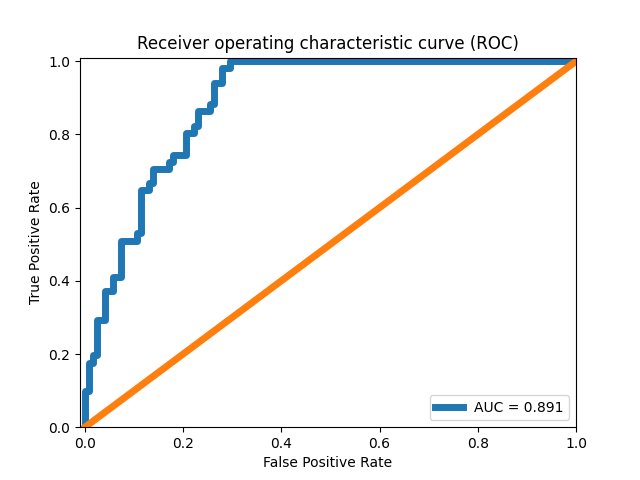 Receiver operating characteristic curve (ROC)
True Positive Rate
1.0
0.8
0.6
0.4
0.2
0.0
0.0 0.2 0.4 0.6 0.8 1.0
False Positive Rate
AUC = 0.891